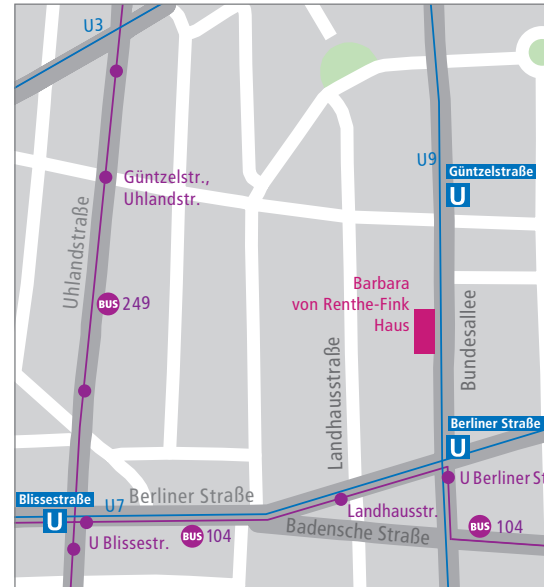 U3
U9
Güntzelstraße
U
Güntzelstr.,
Uhlandstr.
Uhlandstraße
BUS 249
Barbara
von Renthe-Fink
Haus
Bundesallee
Landhausstraße
Berliner Straße
U
U Berliner St
Blissestraße
U
U7
Berliner Straße
Landhausstr.
BUS 104
Badensche Straße
BUS 104
U Blissestr.